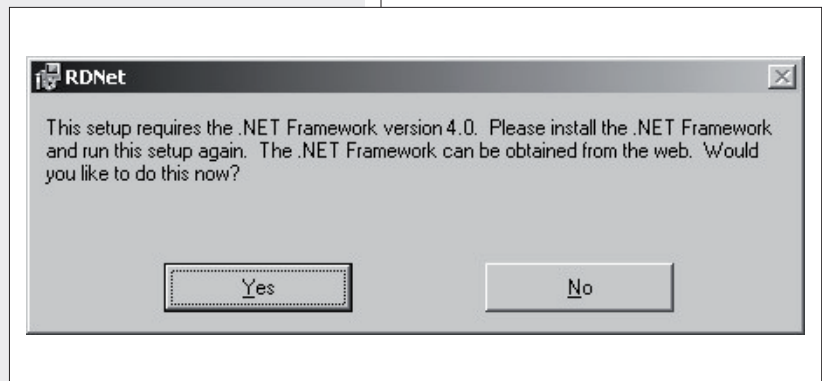 RDNet
This setup requires the .NET Framework version 4.0. Please install the .NET Framework
and run this setup again. The .NET Framework can be obtained from the web. Would
you like to do this now?
Yes
No